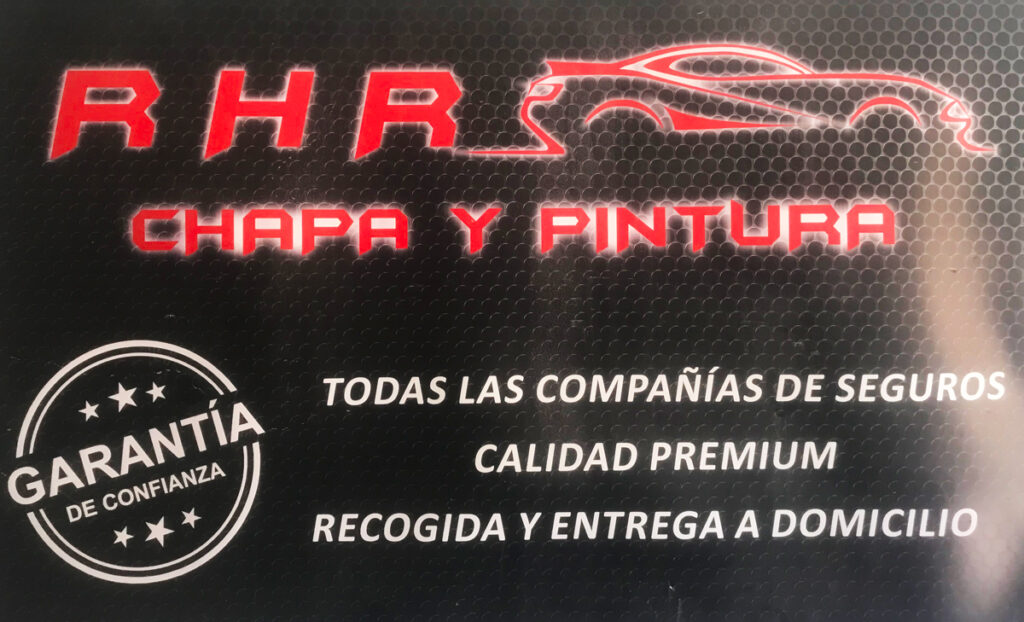 RHR
CHAPA Y PINTURA
GARANTÍA
DE CONFIANZA
TODAS LAS COMPAÑÍAS DE SEGUROS
CALIDAD PREMIUM
RECOGIDA Y ENTREGA A DOMICILIO